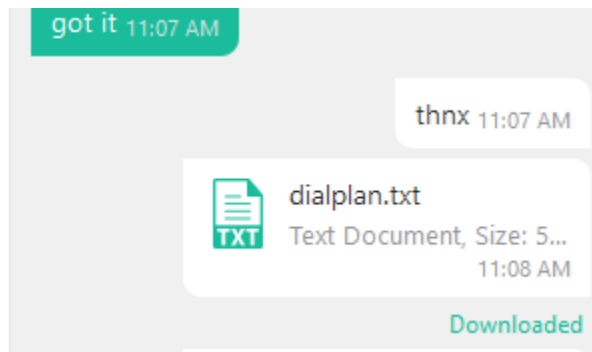 got it 11:07 AM
thnx 11:07 AM
dialplan.txt
TXT
Text Document, Size: 5...
11:08 AM
Downloaded